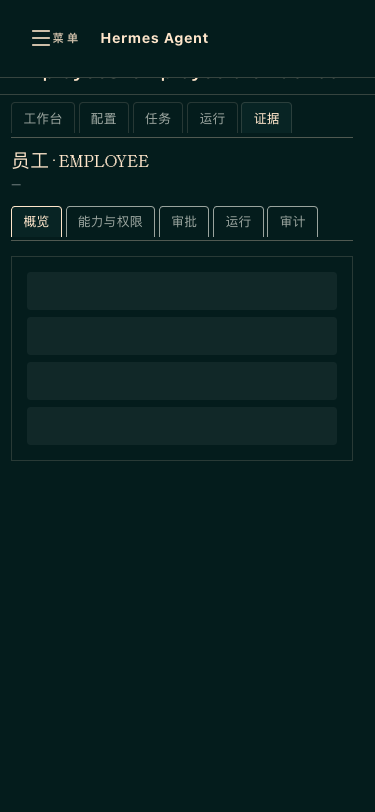 菜单 Hermes Agent
工作台 配置 任务 运行 证据
员工 · EMPLOYEE
—
概览 能力与权限 审批 运行 审计